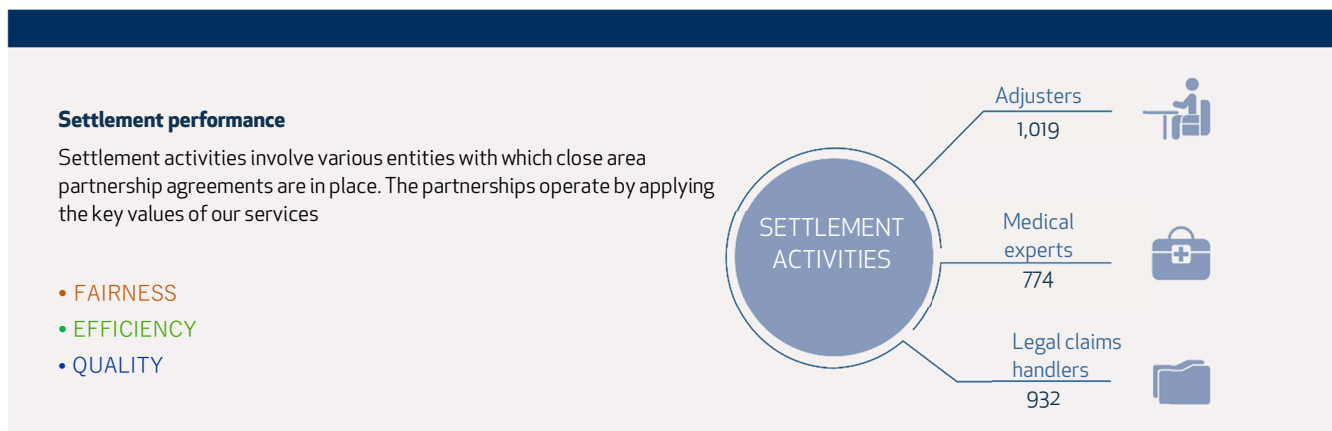 Settlement performance
Settlement activities involve various entities with which close area
partnership agreements are in place. The partnerships operate by applying
the key values of our services
• FAIRNESS
• EFFICIENCY
• QUALITY
SETTLEMENT
ACTIVITIES
Adjusters
1,019
Medical
experts
774
Legal claims
handlers
932